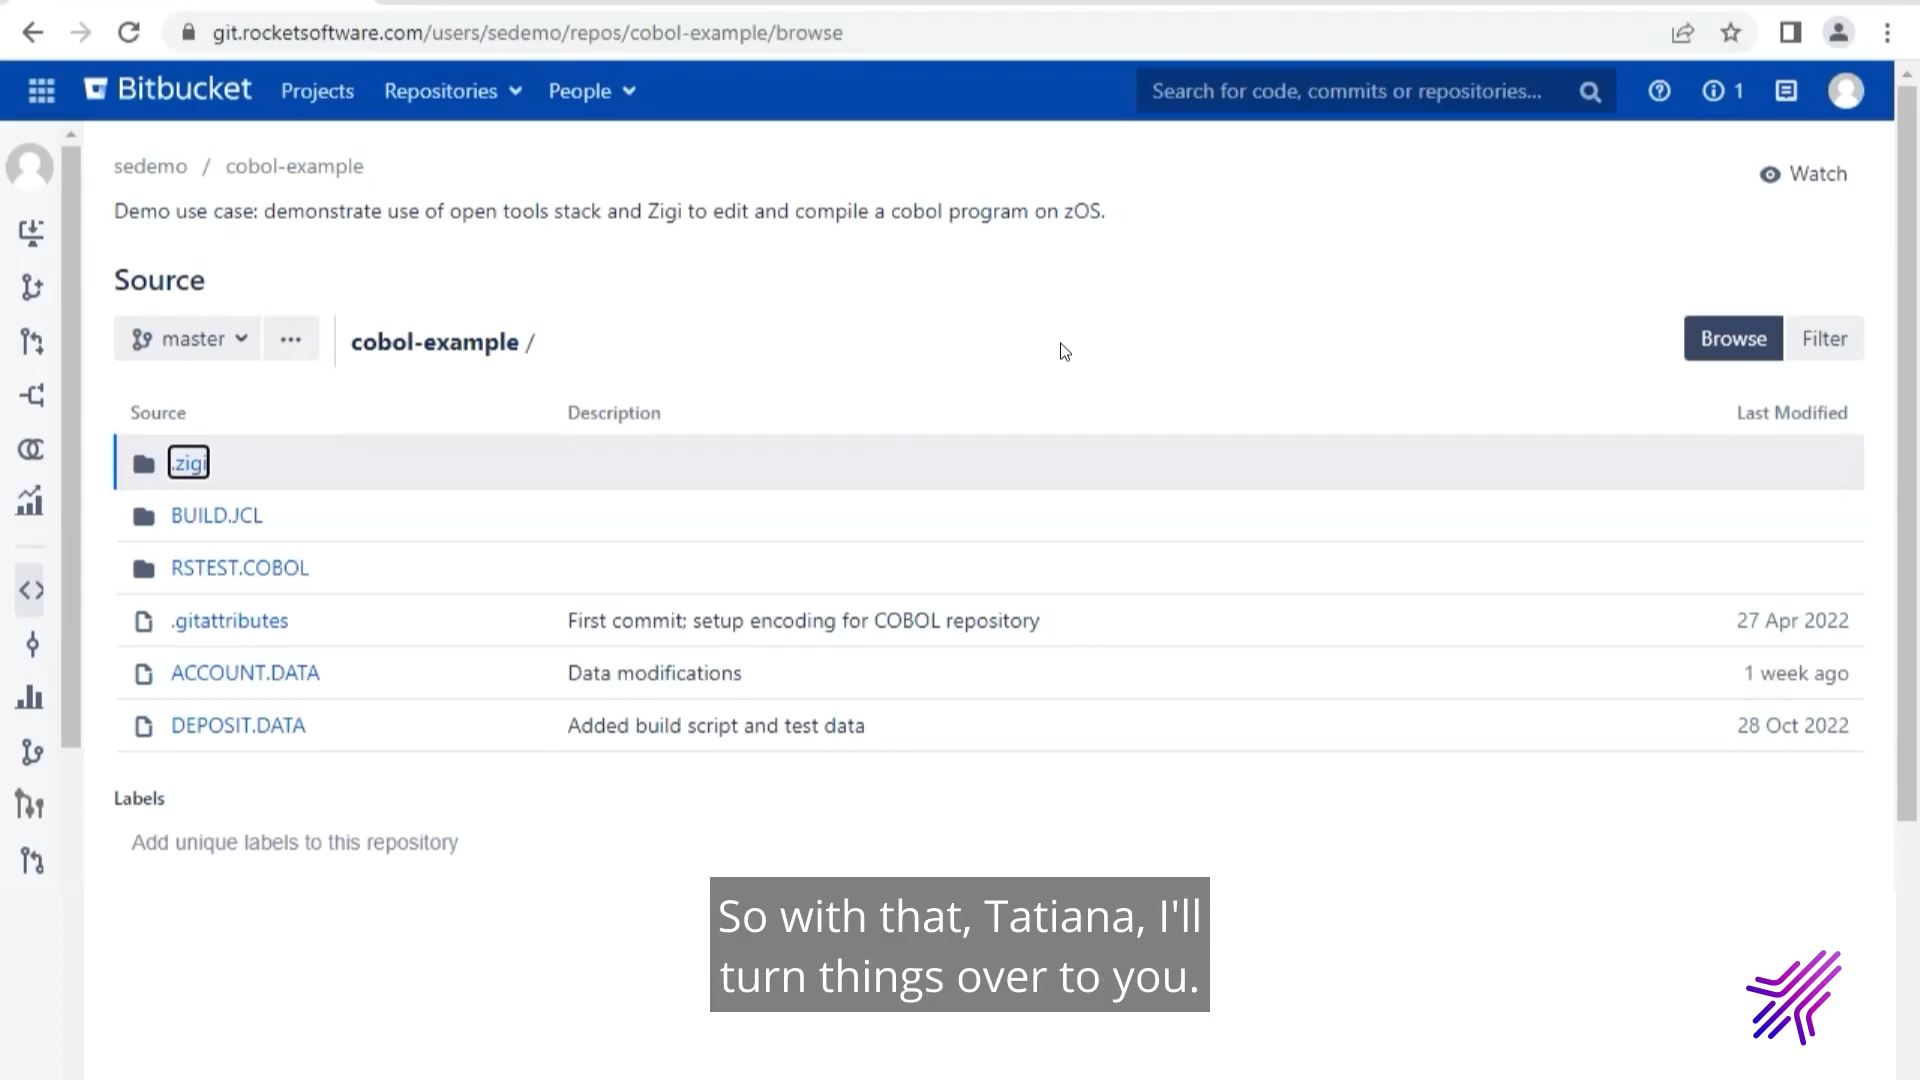 git.rocketsoftware.com/users/sedemo/repos/cobol-example/browse
Bitbucket Projects Repositories People Search for code, commits or repositories... 1
sedemo / cobol-example
Watch
Demo use case: demonstrate use of open tools stack and Zigi to edit and compile a cobol program on zOS.
Source
master ... cobol-example / Browse Filter
Source Description Last Modified
.zigi
BUILD.JCL
RSTEST.COBOL
.gitattributes First commit: setup encoding for COBOL repository 27 Apr 2022
ACCOUNT.DATA Data modifications 1 week ago
DEPOSIT.DATA Added build script and test data 28 Oct 2022
Labels
Add unique labels to this repository
So with that, Tatiana, I'll
turn things over to you.